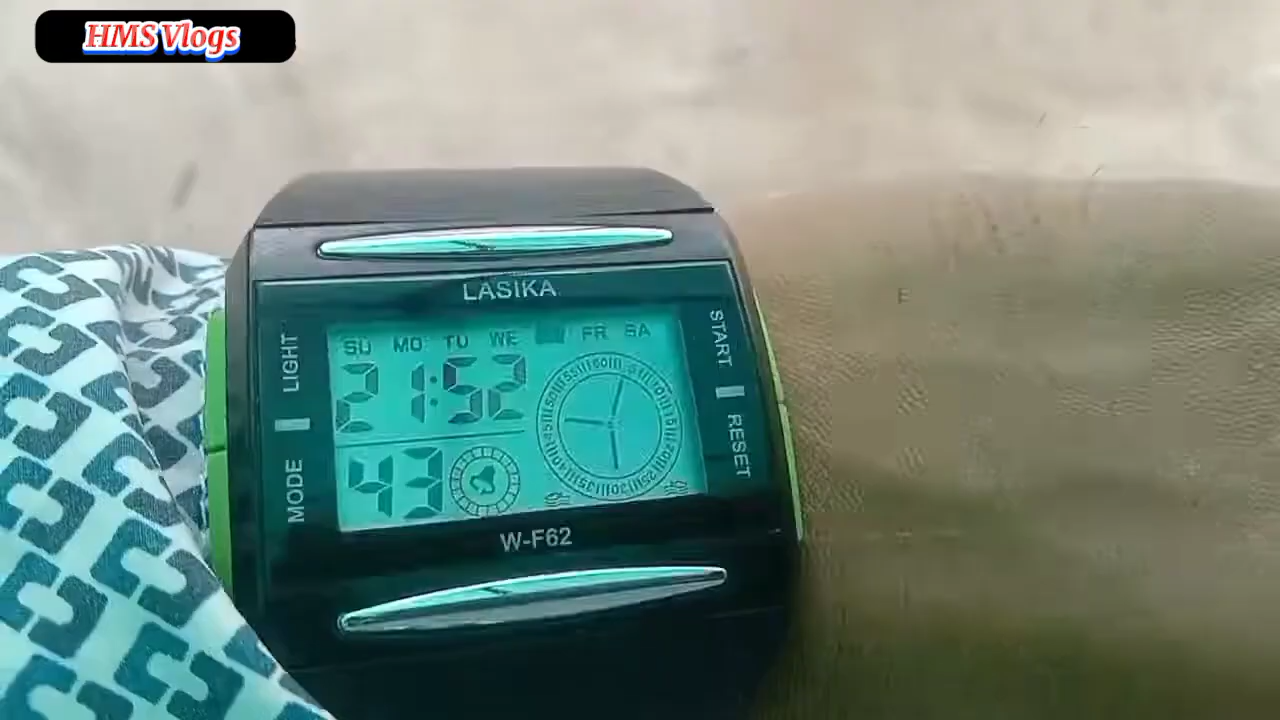 HMS Vlogs
LASIKA
LIGHT
START
SU MO TU WE FR SA
21:52
43
MODE
RESET
W-F62